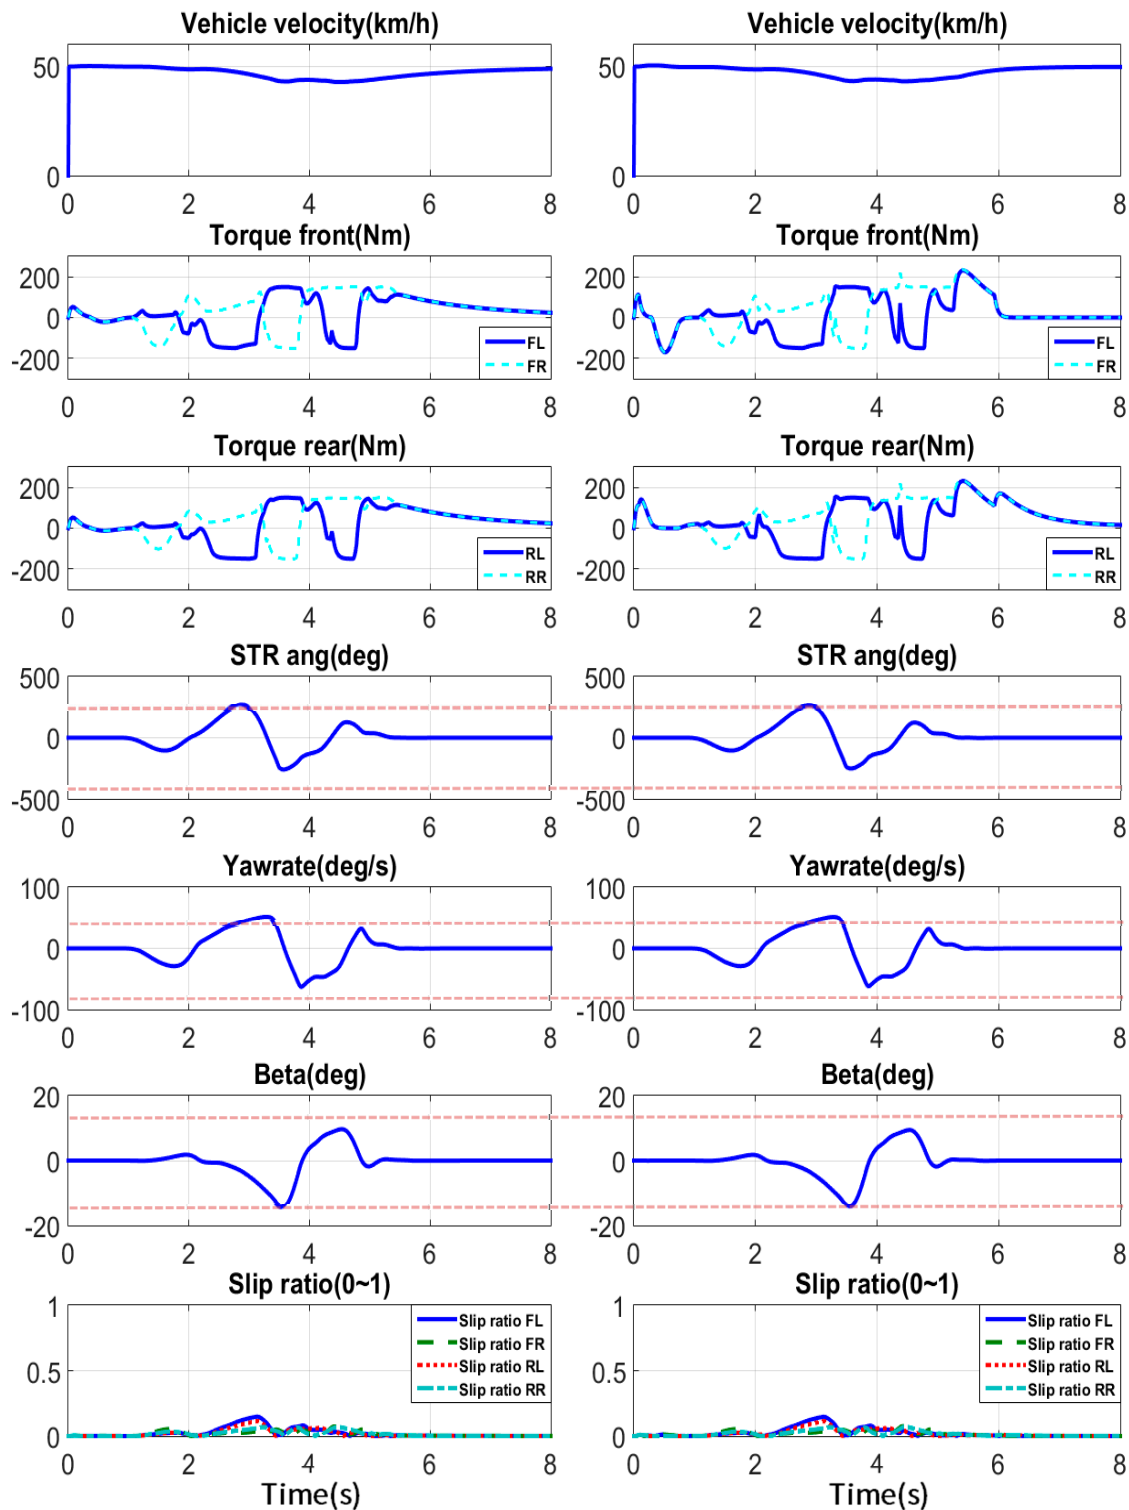 Vehicle velocity(km/h) Vehicle velocity(km/h)
50 50
0 0
0 2 4 6 8 0 2 4 6 8
Torque front(Nm) Torque front(Nm)
200 200
0 0
-200 -200
FL FL
FR FR
0 2 4 6 8 0 2 4 6 8
Torque rear(Nm) Torque rear(Nm)
200 200
0 0
-200 -200
RL RL
RR RR
0 2 4 6 8 0 2 4 6 8
STR ang(deg) STR ang(deg)
500 500
0 0
-500 -500
0 2 4 6 8 0 2 4 6 8
Yawrate(deg/s) Yawrate(deg/s)
100 100
0 0
-100 -100
0 2 4 6 8 0 2 4 6 8
Beta(deg) Beta(deg)
20 20
0 0
-20 -20
0 2 4 6 8 0 2 4 6 8
Slip ratio(0~1) Slip ratio(0~1)
1 1
Slip ratio FL Slip ratio FL
Slip ratio FR Slip ratio FR
0.5 0.5
Slip ratio RL Slip ratio RL
Slip ratio RR Slip ratio RR
0 0
0 2 4 6 8 0 2 4 6 8
Time(s) Time(s)